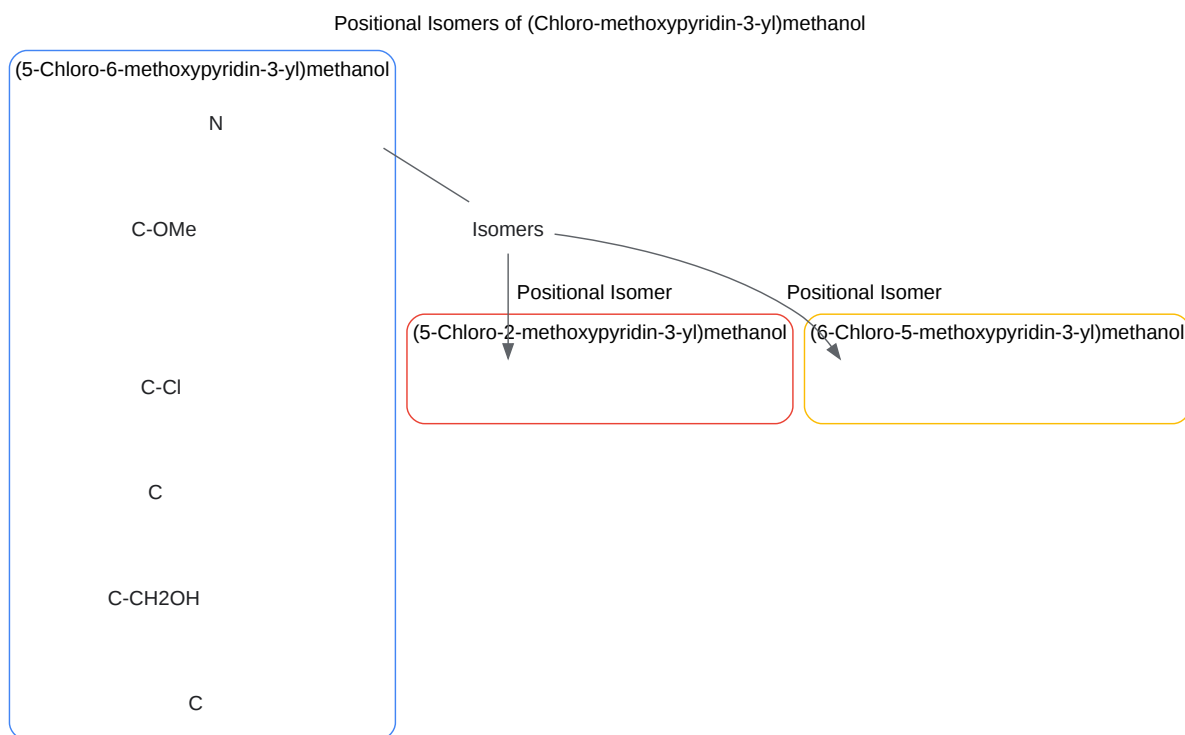 Positional Isomers of (Chloro-methoxypyridin-3-yl)methanol
(5-Chloro-6-methoxypyridin-3-yl)methanol
N
C-OMe
Isomers
Positional Isomer
Positional Isomer
(5-Chloro-2-methoxypyridin-3-yl)methanol
(6-Chloro-5-methoxypyridin-3-yl)methanol
C-Cl
C
C-CH2OH
C